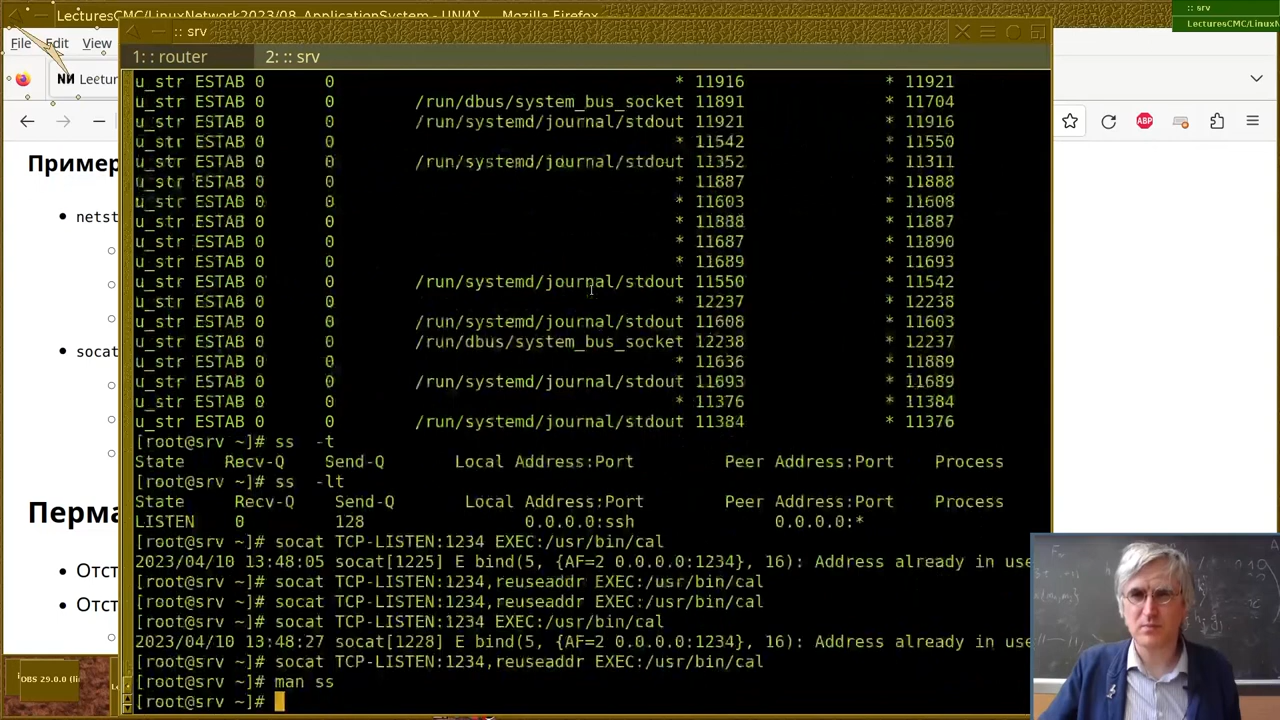 LecturesCMC/LinuxNetwork2023/08_ApplicationSystem - UNИX — Mozilla Firefox
:: srv
LecturesCMC/LinuxN
File Edit View
:: srv
1: : router
2: :: srv
Lectur
ABP
Пример
netst
socat
Перма
Отст
Отст
u_str ESTAB 0 0 * 11916 * 11921
u_str ESTAB 0 0 /run/dbus/system_bus_socket 11891 * 11704
u_str ESTAB 0 0 /run/systemd/journal/stdout 11921 * 11916
u_str ESTAB 0 0 * 11542 * 11550
u_str ESTAB 0 0 /run/systemd/journal/stdout 11352 * 11311
u_str ESTAB 0 0 * 11887 * 11888
u_str ESTAB 0 0 * 11603 * 11608
u_str ESTAB 0 0 * 11888 * 11887
u_str ESTAB 0 0 * 11687 * 11890
u_str ESTAB 0 0 * 11689 * 11693
u_str ESTAB 0 0 /run/systemd/journal/stdout 11550 * 11542
u_str ESTAB 0 0 * 12237 * 12238
u_str ESTAB 0 0 /run/systemd/journal/stdout 11608 * 11603
u_str ESTAB 0 0 /run/dbus/system_bus_socket 12238 * 12237
u_str ESTAB 0 0 * 11636 * 11889
u_str ESTAB 0 0 /run/systemd/journal/stdout 11693 * 11689
u_str ESTAB 0 0 * 11376 * 11384
u_str ESTAB 0 0 /run/systemd/journal/stdout 11384 * 11376
[root@srv ~]# ss -t
State Recv-Q Send-Q Local Address:Port Peer Address:Port Process
[root@srv ~]# ss -lt
State Recv-Q Send-Q Local Address:Port Peer Address:Port Process
LISTEN 0 128 0.0.0.0:ssh 0.0.0.0:*
[root@srv ~]# socat TCP-LISTEN:1234 EXEC:/usr/bin/cal
2023/04/10 13:48:05 socat[1225] E bind(5, {AF=2 0.0.0.0:1234}, 16): Address already in use
[root@srv ~]# socat TCP-LISTEN:1234,reuseaddr EXEC:/usr/bin/cal
[root@srv ~]# socat TCP-LISTEN:1234,reuseaddr EXEC:/usr/bin/cal
[root@srv ~]# socat TCP-LISTEN:1234 EXEC:/usr/bin/cal
2023/04/10 13:48:27 socat[1228] E bind(5, {AF=2 0.0.0.0:1234}, 16): Address already in use
[root@srv ~]# socat TCP-LISTEN:1234,reuseaddr EXEC:/usr/bin/cal
[root@srv ~]# man ss
[root@srv ~]#
OBS 29.0.0 (li